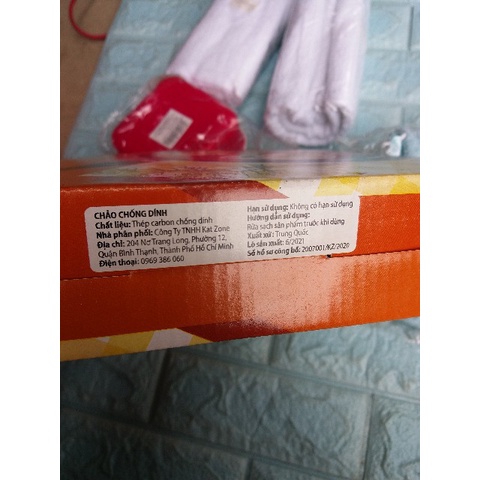 CHẢO CHỐNG DÍNH
Chất liệu: Thép carbon chống dính
Nhà phân phối: Công Ty TNHH Kat Zone
Địa chỉ: 204 Nơ Trang Long, Phường 12,
Quận Bình Thạnh, Thành Phố Hồ Chí Minh
Điện thoại: 0969 386 060
Hạn sử dụng: Không có hạn sử dụng
Hướng dẫn sử dụng:
Rửa sạch sản phẩm trước khi dùng
Xuất xứ: Trung Quốc
Lô sản xuất: 6/2021
Số hồ sơ công bố: 2007001/KZ/2020